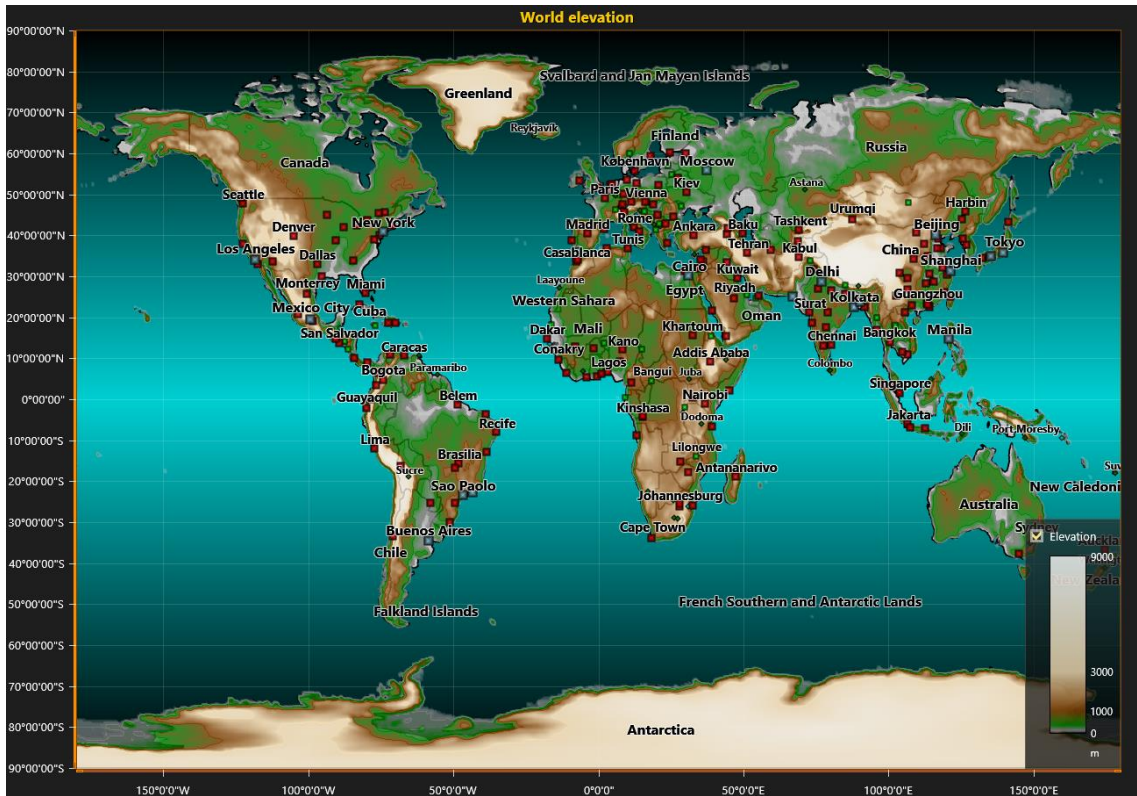 World elevation
90°00'00"N
80°00'00"N
Svalbard and Jan Mayen Islands
Greenland
70°00'00"N
Reykjavik
Finland
Russia
60°00'00"N
Canada
København
Moscow
Paris
Vienna
Kiev
Astana
50°00'00"N
Seattle
Urumqi
Harbin
Denver
New York
Madrid
Rome
Ankara
Baku
Tashkent
Beijing
40°00'00"N
Los Angeles
Dallas
Casablanca
Tunis
Tehran
Kabul
China
Tokyo
Cairo
Shanghai
30°00'00"N
Monterrey
Miami
Laayoune
Egypt
Kuwait
Riyadh
Delhi
Western Sahara
Surat
Kolkata
Guangzhou
Mexico City
Cuba
Oman
20°00'00"N
San Salvador
Dakar
Mali
Kano
Khartoum
Chennai
Bangkok
Manila
Caracas
Conakry
Addis Ababa
10°00'00"N
Bogota
Paramaribo
Lagos
Bangui
Juba
Colombo
Singapore
Guayaquil
Belem
Nairobi
0°00'00"
Kinshasa
Jakarta
Recife
Dodoma
Dili
Port Moresby
Lima
10°00'00"S
Brasilia
Lilongwe
Sucre
Antananarivo
Suv
20°00'00"S
Sao Paolo
Johannesburg
New Caledoni
Australia
30°00'00"S
Buenos Aires
Cape Town
Sydney
Chile
Elevation
9000
40°00'00"S
50°00'00"S
Falkland Islands
French Southern and Antarctic Lands
60°00'00"S
3000
70°00'00"S
1000
80°00'00"S
Antarctica
0
m
90°00'00"S
150°0'0"W
100°0'0"W
50°0'0"W
0°0'0"
50°0'0"E
100°0'0"E
150°0'0"E